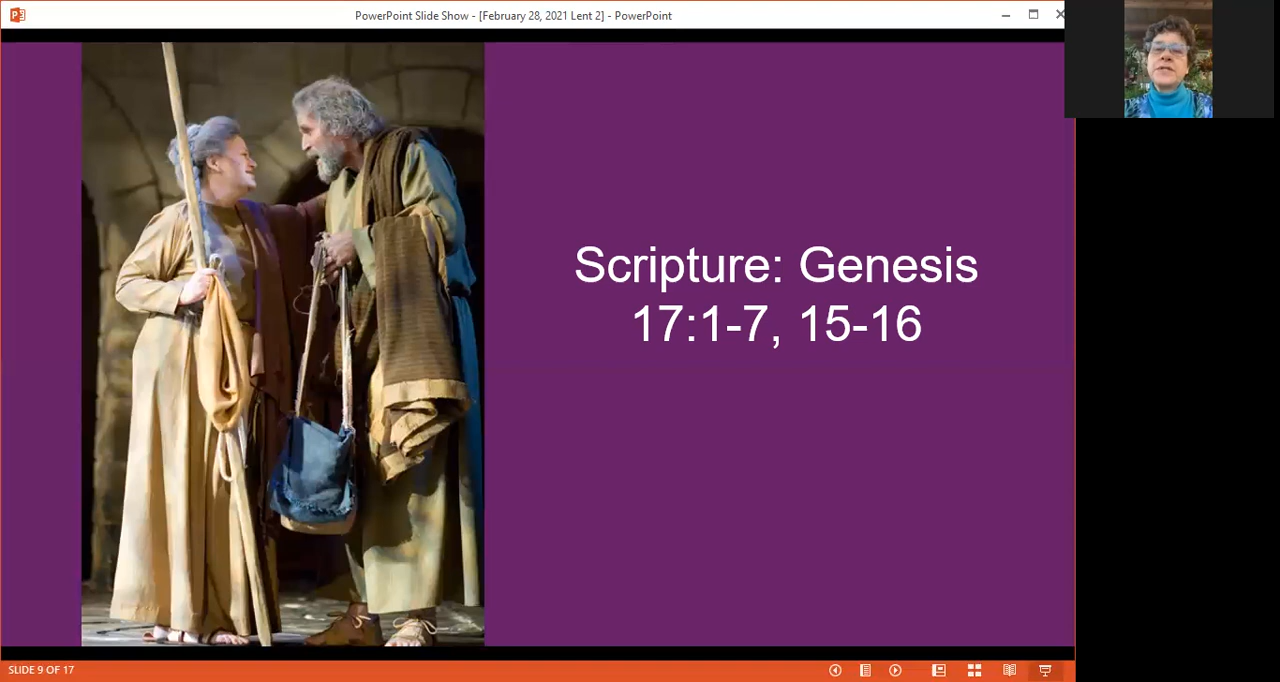 PowerPoint Slide Show - [February 28, 2021 Lent 2] - PowerPoint
Scripture: Genesis
17:1-7, 15-16
SLIDE 9 OF 17